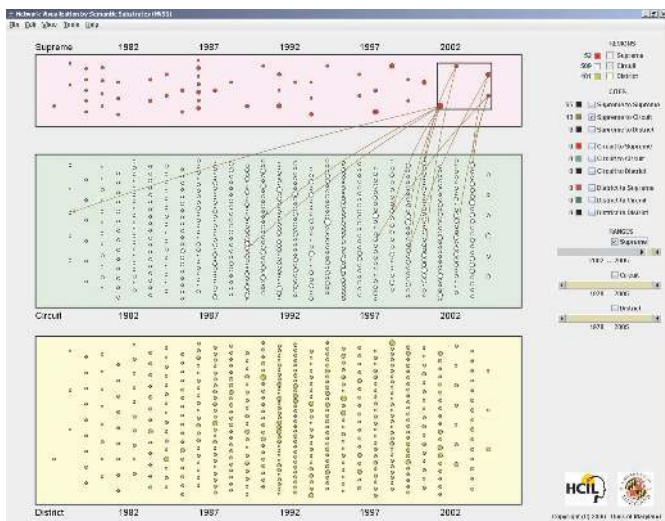 Network Visualization by Semantic Substrates (NVSS)
File Edit View Tools Help
Supreme 1982 1987 1992 1997 2002
Circuit 1982 1987 1992 1997 2002
District 1982 1987 1992 1997 2002
REGIONS
Supreme
Circuit
District
CITES
Supreme to Supreme
Supreme to Circuit
Supreme to District
Circuit to Supreme
Circuit to Circuit
Circuit to District
District to Supreme
District to Circuit
District to District
RANGES
Supreme
2002 .. 2005
Circuit
1978 .. 2005
District
1978 .. 2005
HCIL